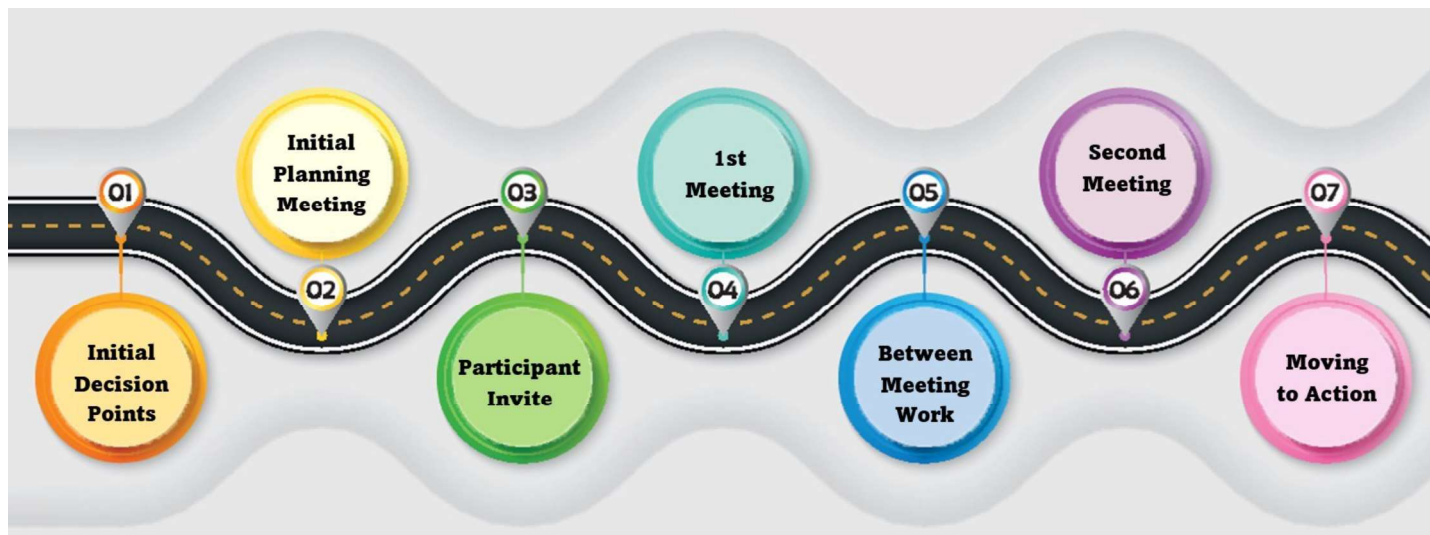 01
Initial
Decision
Points
Initial
Planning
Meeting
02
03
Participant
Invite
1st
Meeting
04
05
Between
Meeting
Work
Second
Meeting
06
07
Moving
to Action